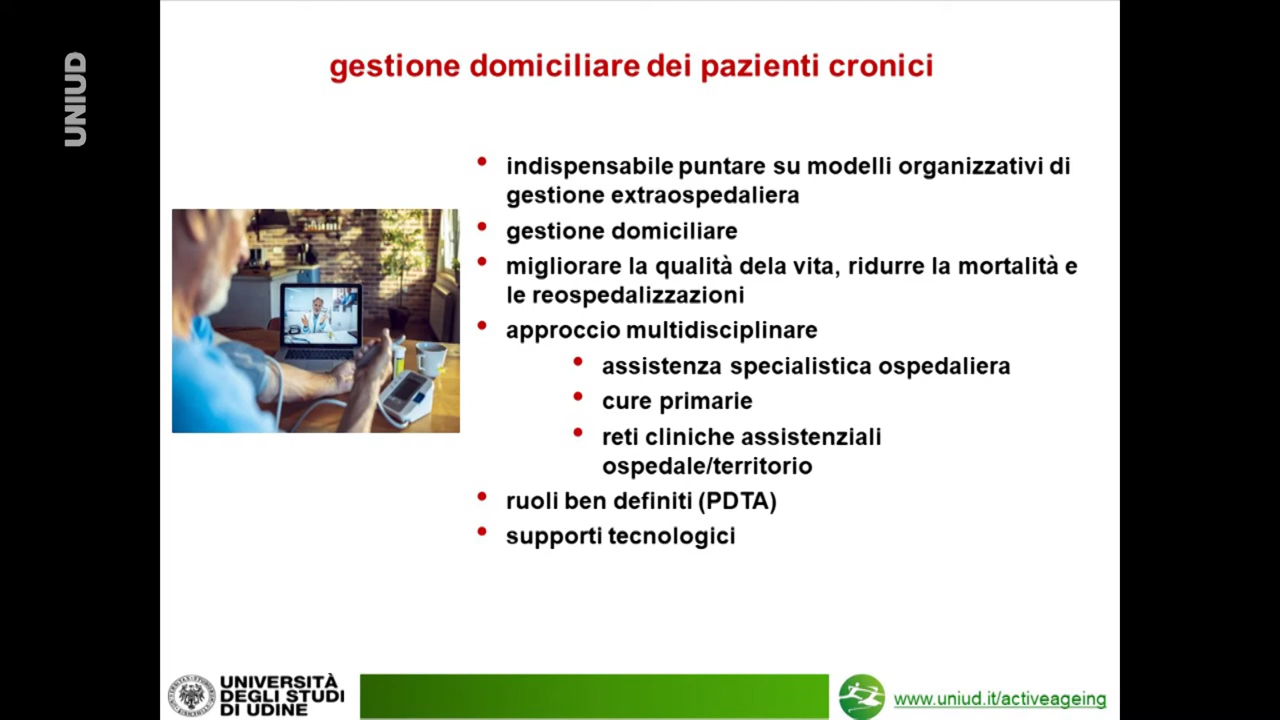 UNIUD
gestione domiciliare dei pazienti cronici
• indispensabile puntare su modelli organizzativi di
gestione extraospedaliera
• gestione domiciliare
• migliorare la qualità dela vita, ridurre la mortalità e
le reospedalizzazioni
• approccio multidisciplinare
• assistenza specialistica ospedaliera
• cure primarie
• reti cliniche assistenziali
ospedale/territorio
• ruoli ben definiti (PDTA)
• supporti tecnologici
UNIVERSITÀ
DEGLI STUDI
DI UDINE
www.uniud.it/activeageing